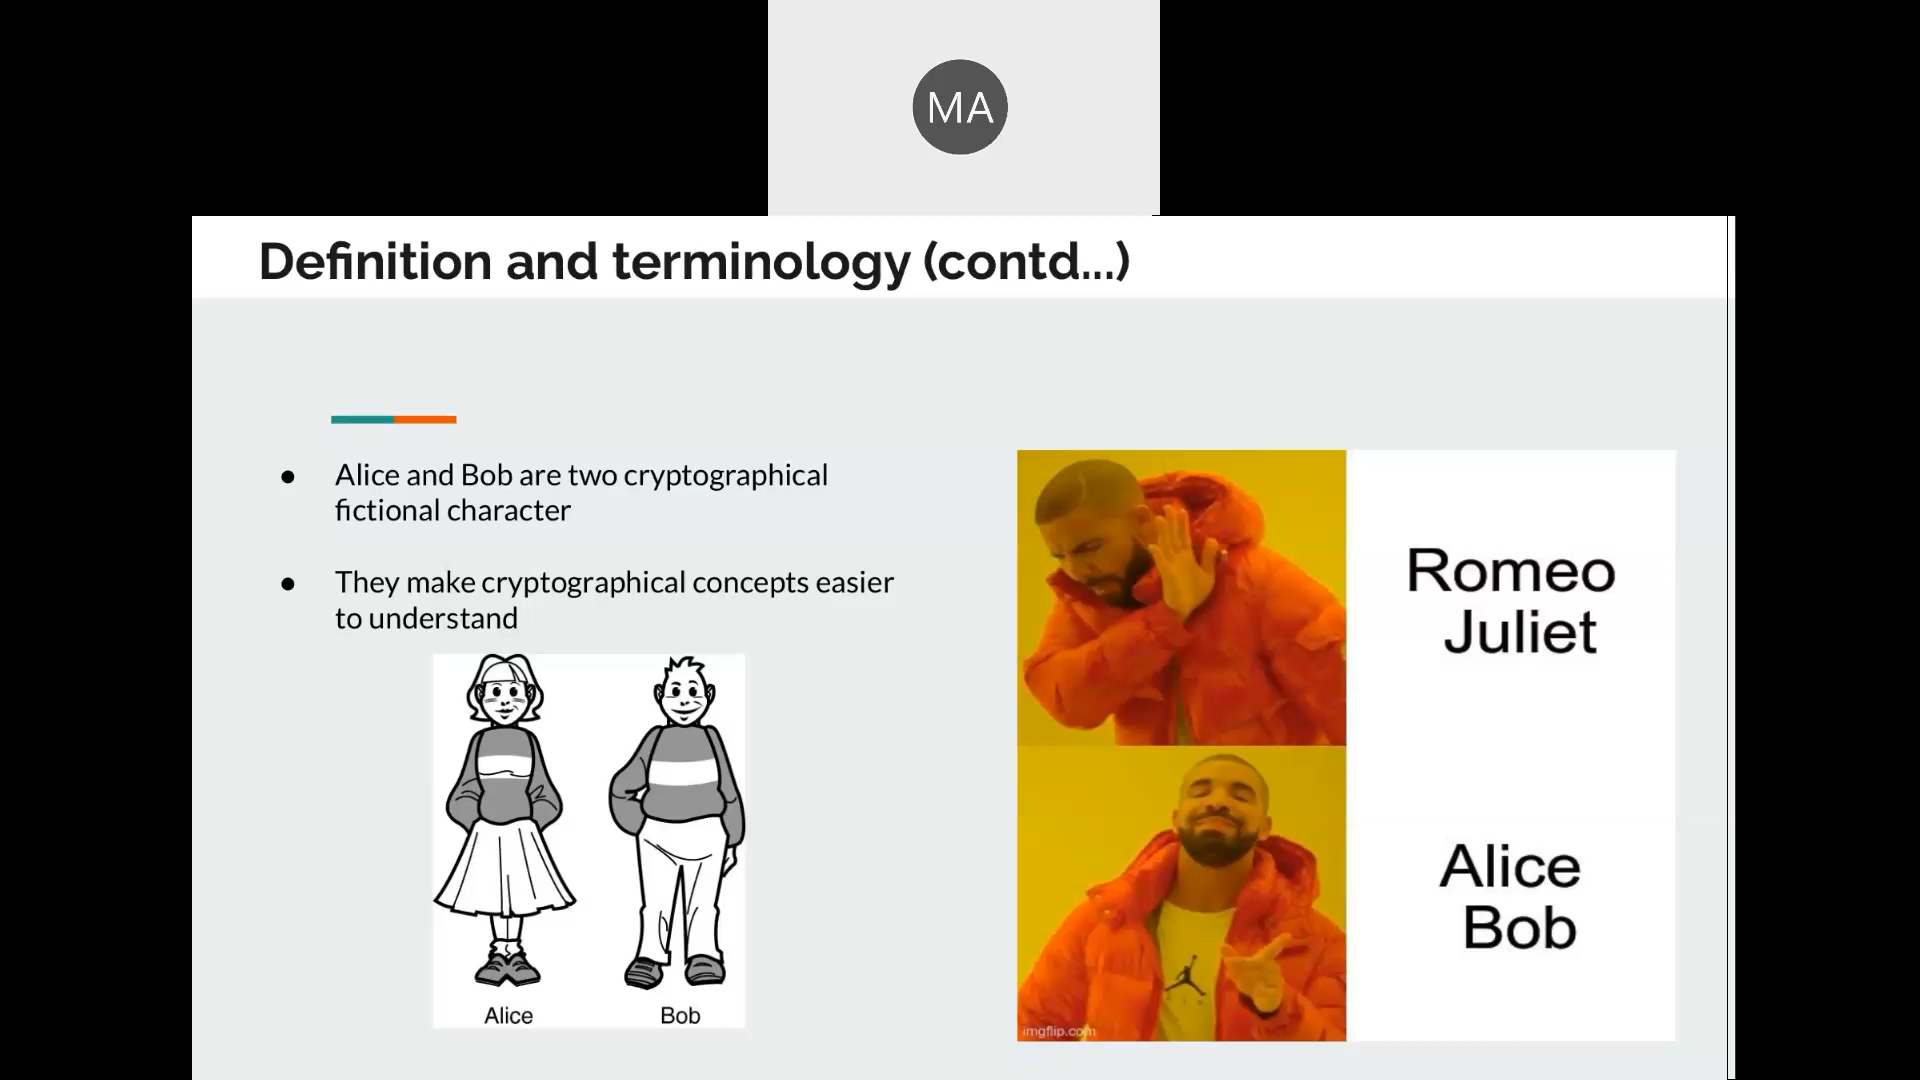 MA
Definition and terminology (contd...)
● Alice and Bob are two cryptographical
fictional character
● They make cryptographical concepts easier
to understand
Alice
Bob
Romeo
Juliet
Alice
Bob
imgflip.com